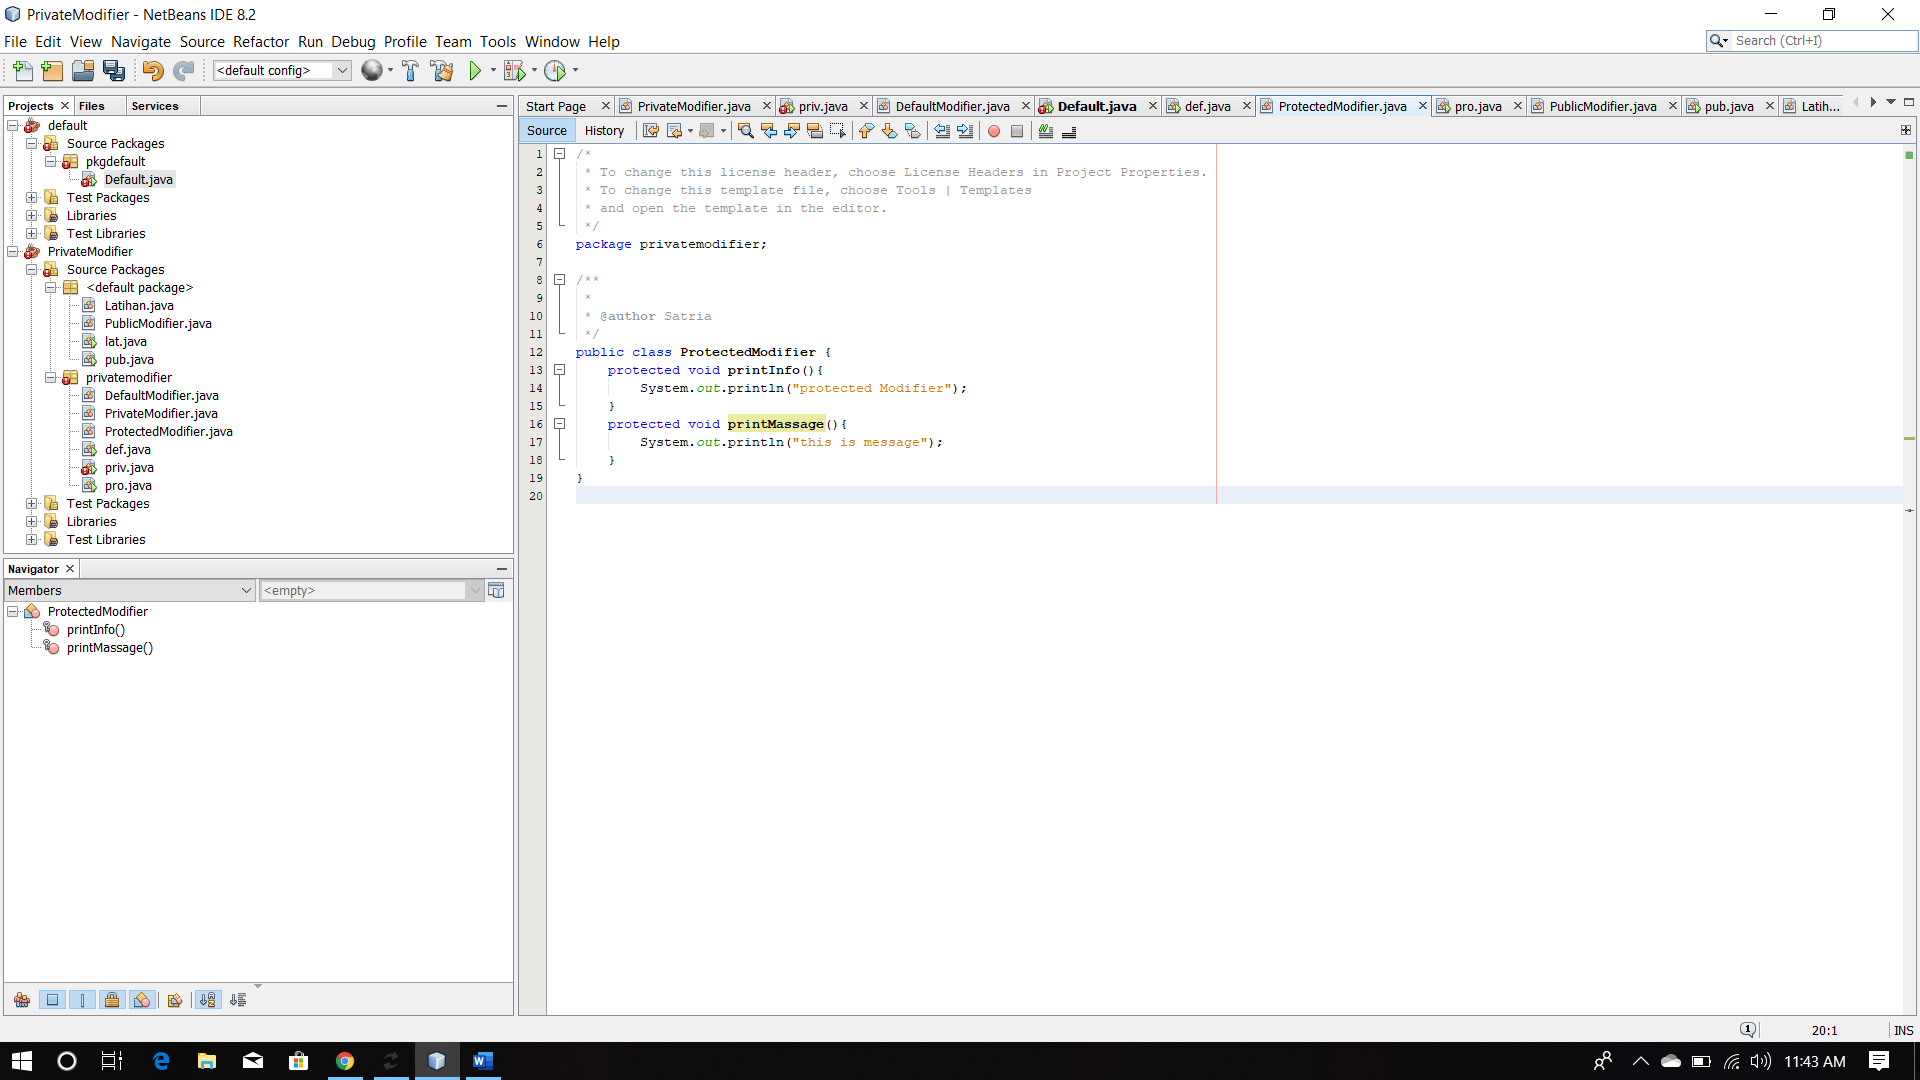 PrivateModifier - NetBeans IDE 8.2
File Edit View Navigate Source Refactor Run Debug Profile Team Tools Window Help
Search (Ctrl+I)
<default config>
Projects Files Services
default
Source Packages
pkgdefault
Default.java
Test Packages
Libraries
Test Libraries
PrivateModifier
Source Packages
<default package>
Latihan.java
PublicModifier.java
lat.java
pub.java
privatemodifier
DefaultModifier.java
PrivateModifier.java
ProtectedModifier.java
def.java
priv.java
pro.java
Test Packages
Libraries
Test Libraries
Navigator
Members <empty>
ProtectedModifier
printInfo()
printMassage()
Start Page PrivateModifier.java priv.java DefaultModifier.java Default.java def.java ProtectedModifier.java pro.java PublicModifier.java pub.java Latih...
Source History
1 /*
2 * To change this license header, choose License Headers in Project Properties.
3 * To change this template file, choose Tools | Templates
4 * and open the template in the editor.
5 */
6 package privatemodifier;
7
8 /**
9 *
10 * @author Satria
11 */
12 public class ProtectedModifier {
13 protected void printInfo(){
14 System.out.println("protected Modifier");
15 }
16 protected void printMassage(){
17 System.out.println("this is message");
18 }
19 }
20
20:1 INS
11:43 AM